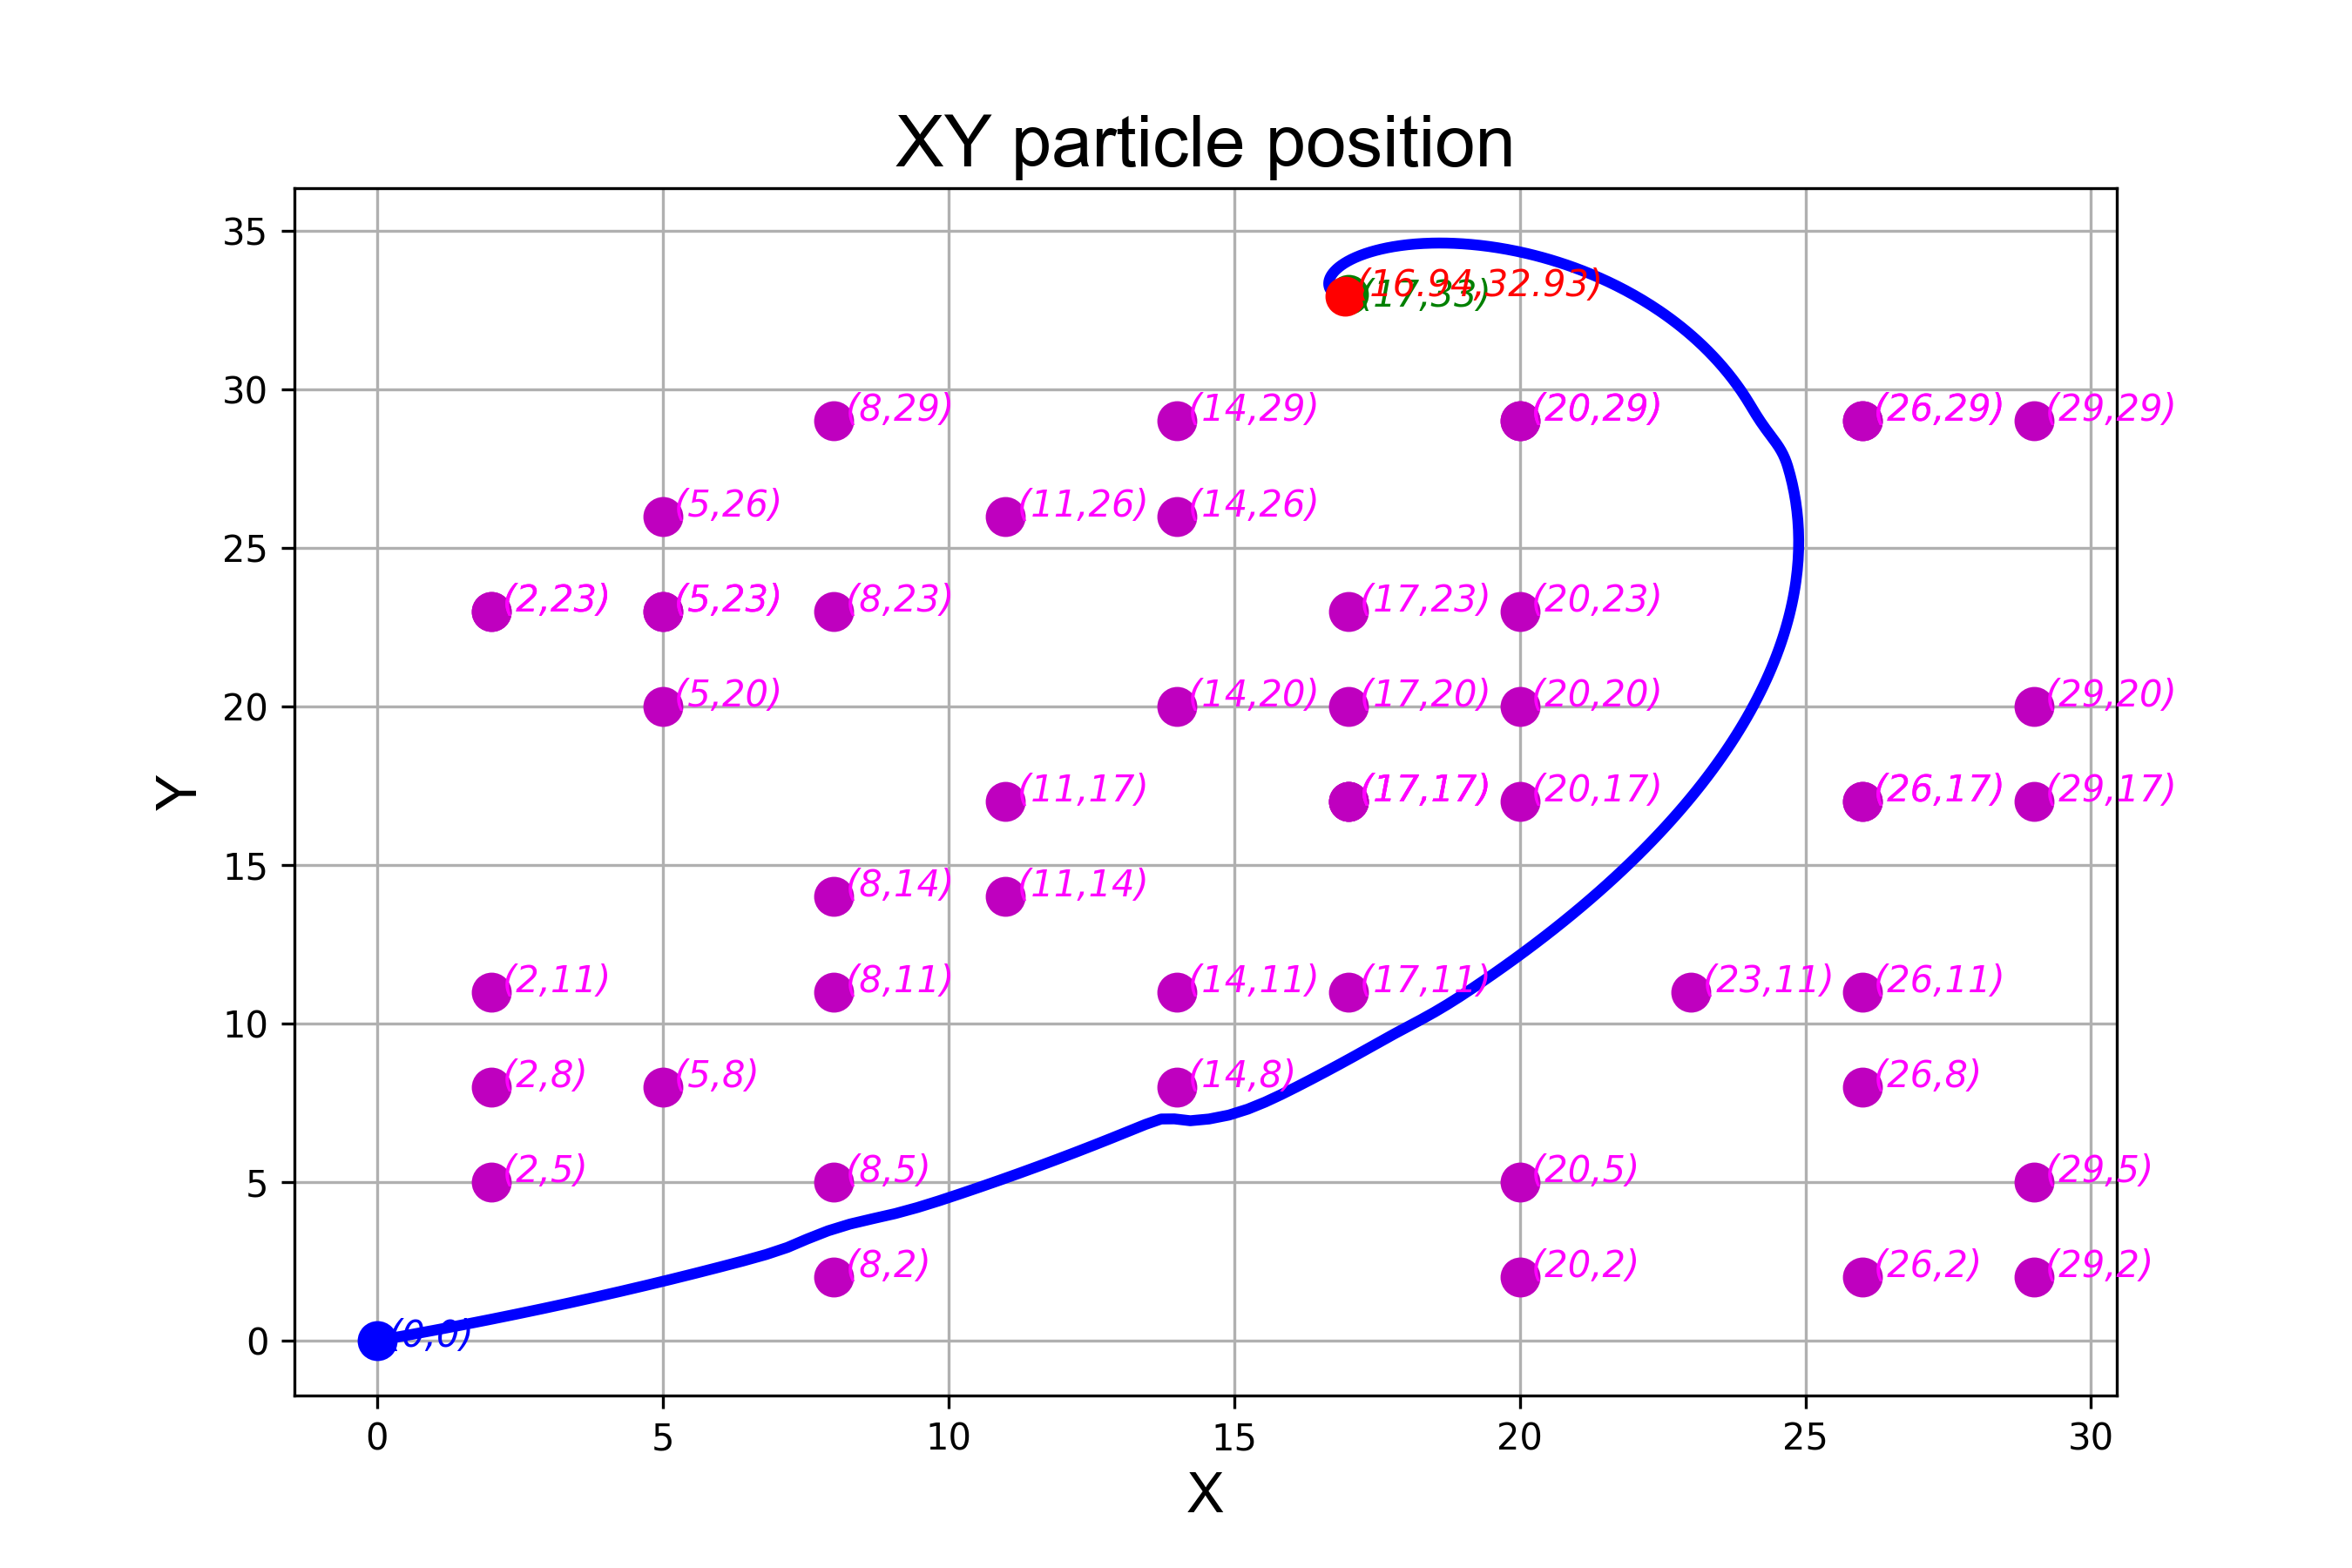 XY particle position
35
(16.94,32.93)
(17,33)
30
(8,29) (14,29) (20,29) (26,29) (29,29)
(5,26) (11,26) (14,26)
25
(2,23) (5,23) (8,23) (17,23) (20,23)
20 (5,20) (14,20) (17,20) (20,20) (29,20)
Y
(11,17) (17,17) (20,17) (26,17) (29,17)
15
(8,14) (11,14)
(2,11) (8,11) (14,11) (17,11) (23,11) (26,11)
10
(2,8) (5,8) (14,8) (26,8)
5 (2,5) (8,5) (20,5) (29,5)
(8,2) (20,2) (26,2) (29,2)
0 (0,0)
0 5 10 15 20 25 30
X